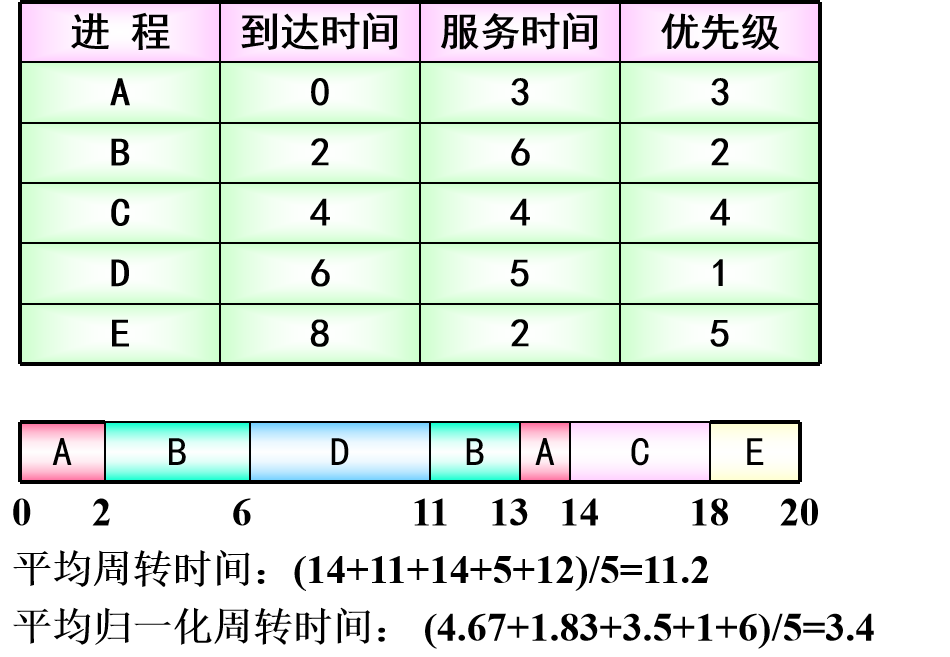 进 程 到达时间 服务时间 优先级
A 0 3 3
B 2 6 2
C 4 4 4
D 6 5 1
E 8 2 5
A B D B A C E
0 2 6 11 13 14 18 20
平均周转时间：(14+11+14+5+12)/5=11.2
平均归一化周转时间： (4.67+1.83+3.5+1+6)/5=3.4